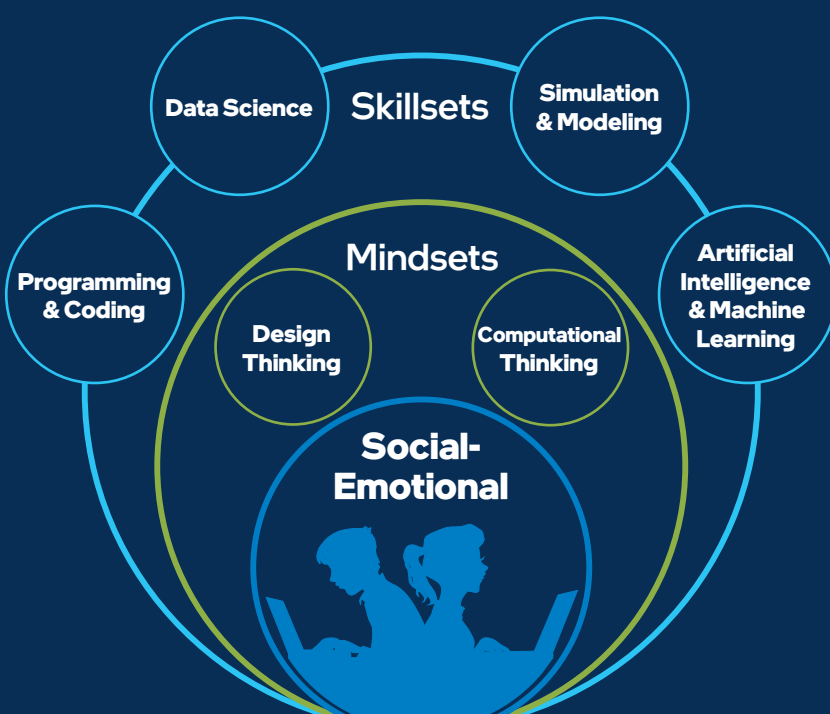 Data Science
Skillsets
Simulation
& Modeling
Programming
& Coding
Mindsets
Artificial
Intelligence
& Machine
Learning
Design
Thinking
Computational
Thinking
Social-
Emotional